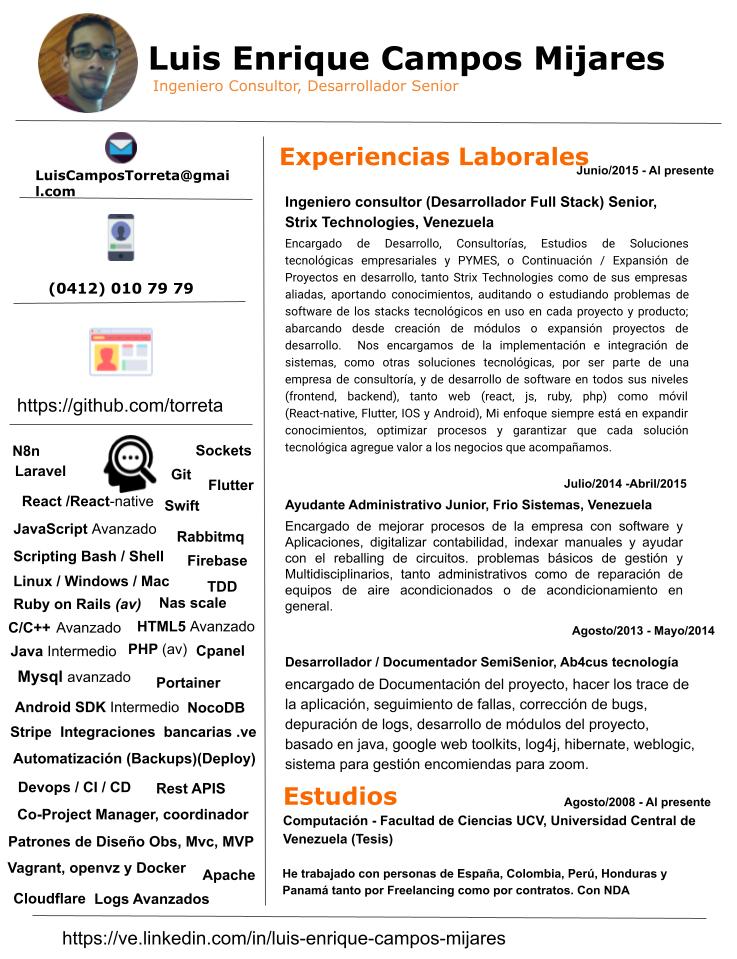 Luis Enrique Campos Mijares
Ingeniero Consultor, Desarrollador Senior
LuisCamposTorreta@gmai
l.com
(0412) 010 79 79
https://github.com/torreta
N8n
Sockets
Laravel
Git
Flutter
React /React-native
Swift
JavaScript Avanzado
Rabbitmq
Scripting Bash / Shell
Firebase
Linux / Windows / Mac
TDD
Ruby on Rails (av)
Nas scale
C/C++ Avanzado
HTML5 Avanzado
Java Intermedio
PHP (av)
Cpanel
Mysql avanzado
Portainer
Android SDK Intermedio
NocoDB
Stripe Integraciones bancarias .ve
Automatización (Backups)(Deploy)
Devops / CI / CD
Rest APIS
Co-Project Manager, coordinador
Patrones de Diseño Obs, Mvc, MVP
Vagrant, openvz y Docker
Apache
Cloudflare Logs Avanzados
Experiencias Laborales
Junio/2015 - Al presente
Ingeniero consultor (Desarrollador Full Stack) Senior,
Strix Technologies, Venezuela
Encargado de Desarrollo, Consultorías, Estudios de Soluciones
tecnológicas empresariales y PYMES, o Continuación / Expansión de
Proyectos en desarrollo, tanto Strix Technologies como de sus empresas
aliadas, aportando conocimientos, auditando o estudiando problemas de
software de los stacks tecnológicos en uso en cada proyecto y producto;
abarcando desde creación de módulos o expansión proyectos de
desarrollo. Nos encargamos de la implementación e integración de
sistemas, como otras soluciones tecnológicas, por ser parte de una
empresa de consultoría, y de desarrollo de software en todos sus niveles
(frontend, backend), tanto web (react, js, ruby, php) como móvil
(React-native, Flutter, IOS y Android), Mi enfoque siempre está en expandir
conocimientos, optimizar procesos y garantizar que cada solución
tecnológica agregue valor a los negocios que acompañamos.
Julio/2014 -Abril/2015
Ayudante Administrativo Junior, Frio Sistemas, Venezuela
Encargado de mejorar procesos de la empresa con software y
Aplicaciones, digitalizar contabilidad, indexar manuales y ayudar
con el reballing de circuitos. problemas básicos de gestión y
Multidisciplinarios, tanto administrativos como de reparación de
equipos de aire acondicionados o de acondicionamiento en
general.
Agosto/2013 - Mayo/2014
Desarrollador / Documentador SemiSenior, Ab4cus tecnología
encargado de Documentación del proyecto, hacer los trace de
la aplicación, seguimiento de fallas, corrección de bugs,
depuración de logs, desarrollo de módulos del proyecto,
basado en java, google web toolkits, log4j, hibernate, weblogic,
sistema para gestión encomiendas para zoom.
Estudios
Agosto/2008 - Al presente
Computación - Facultad de Ciencias UCV, Universidad Central de
Venezuela (Tesis)
He trabajado con personas de España, Colombia, Perú, Honduras y
Panamá tanto por Freelancing como por contratos. Con NDA
https://ve.linkedin.com/in/luis-enrique-campos-mijares